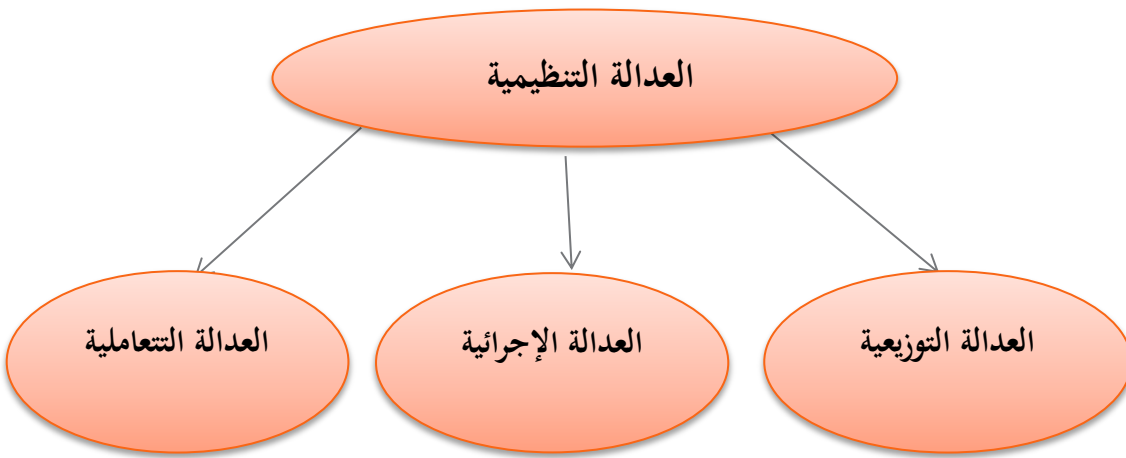 العدالة التنظيمية
العدالة التوزيعية
العدالة الإجرائية
العدالة التتعاملية